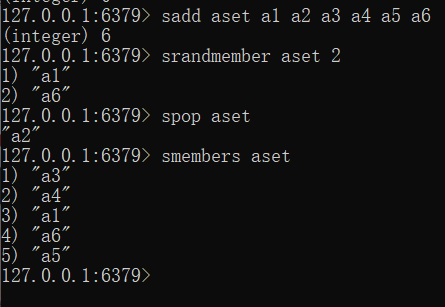 127.0.0.1:6379> sadd aset a1 a2 a3 a4 a5 a6
(integer) 6
127.0.0.1:6379> srandmember aset 2
1) "a1"
2) "a6"
127.0.0.1:6379> spop aset
"a2"
127.0.0.1:6379> smembers aset
1) "a3"
2) "a4"
3) "a1"
4) "a6"
5) "a5"
127.0.0.1:6379>